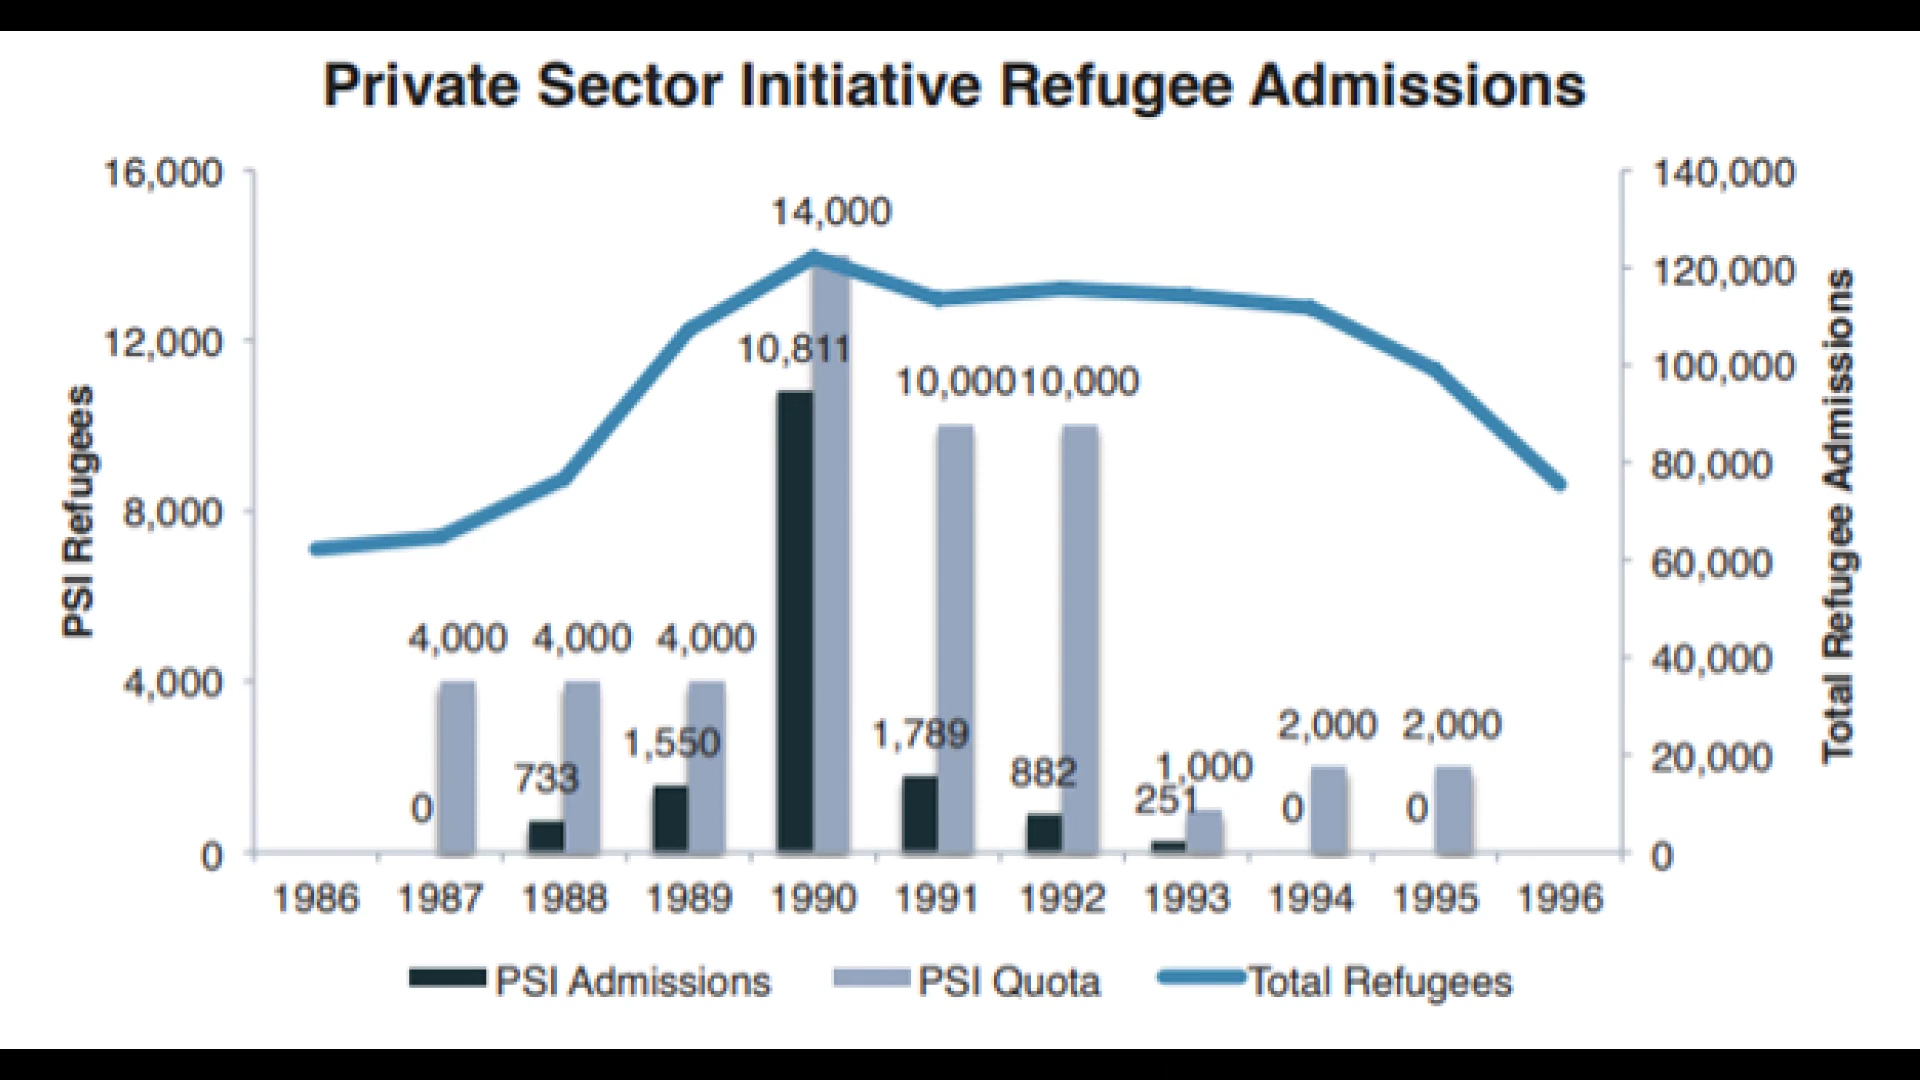 Private Sector Initiative Refugee Admissions
16,000
12,000
8,000
4,000
0
PSI Refugees
140,000
120,000
100,000
80,000
60,000
40,000
20,000
0
Total Refugee Admissions
14,000
10,811
10,000 10,000
4,000 4,000 4,000
0 733 1,550 1,789 882 251 1,000 0 2,000 0 2,000
1986 1987 1988 1989 1990 1991 1992 1993 1994 1995 1996
PSI Admissions PSI Quota Total Refugees